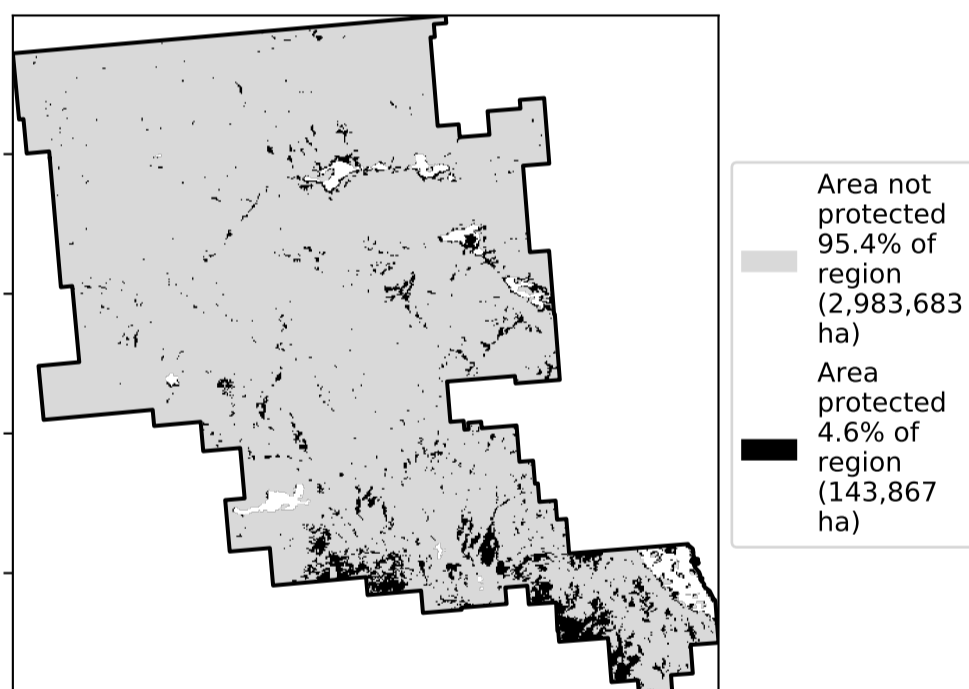 Area not
protected
95.4% of
region
(2,983,683
ha)
Area
protected
4.6% of
region
(143,867
ha)